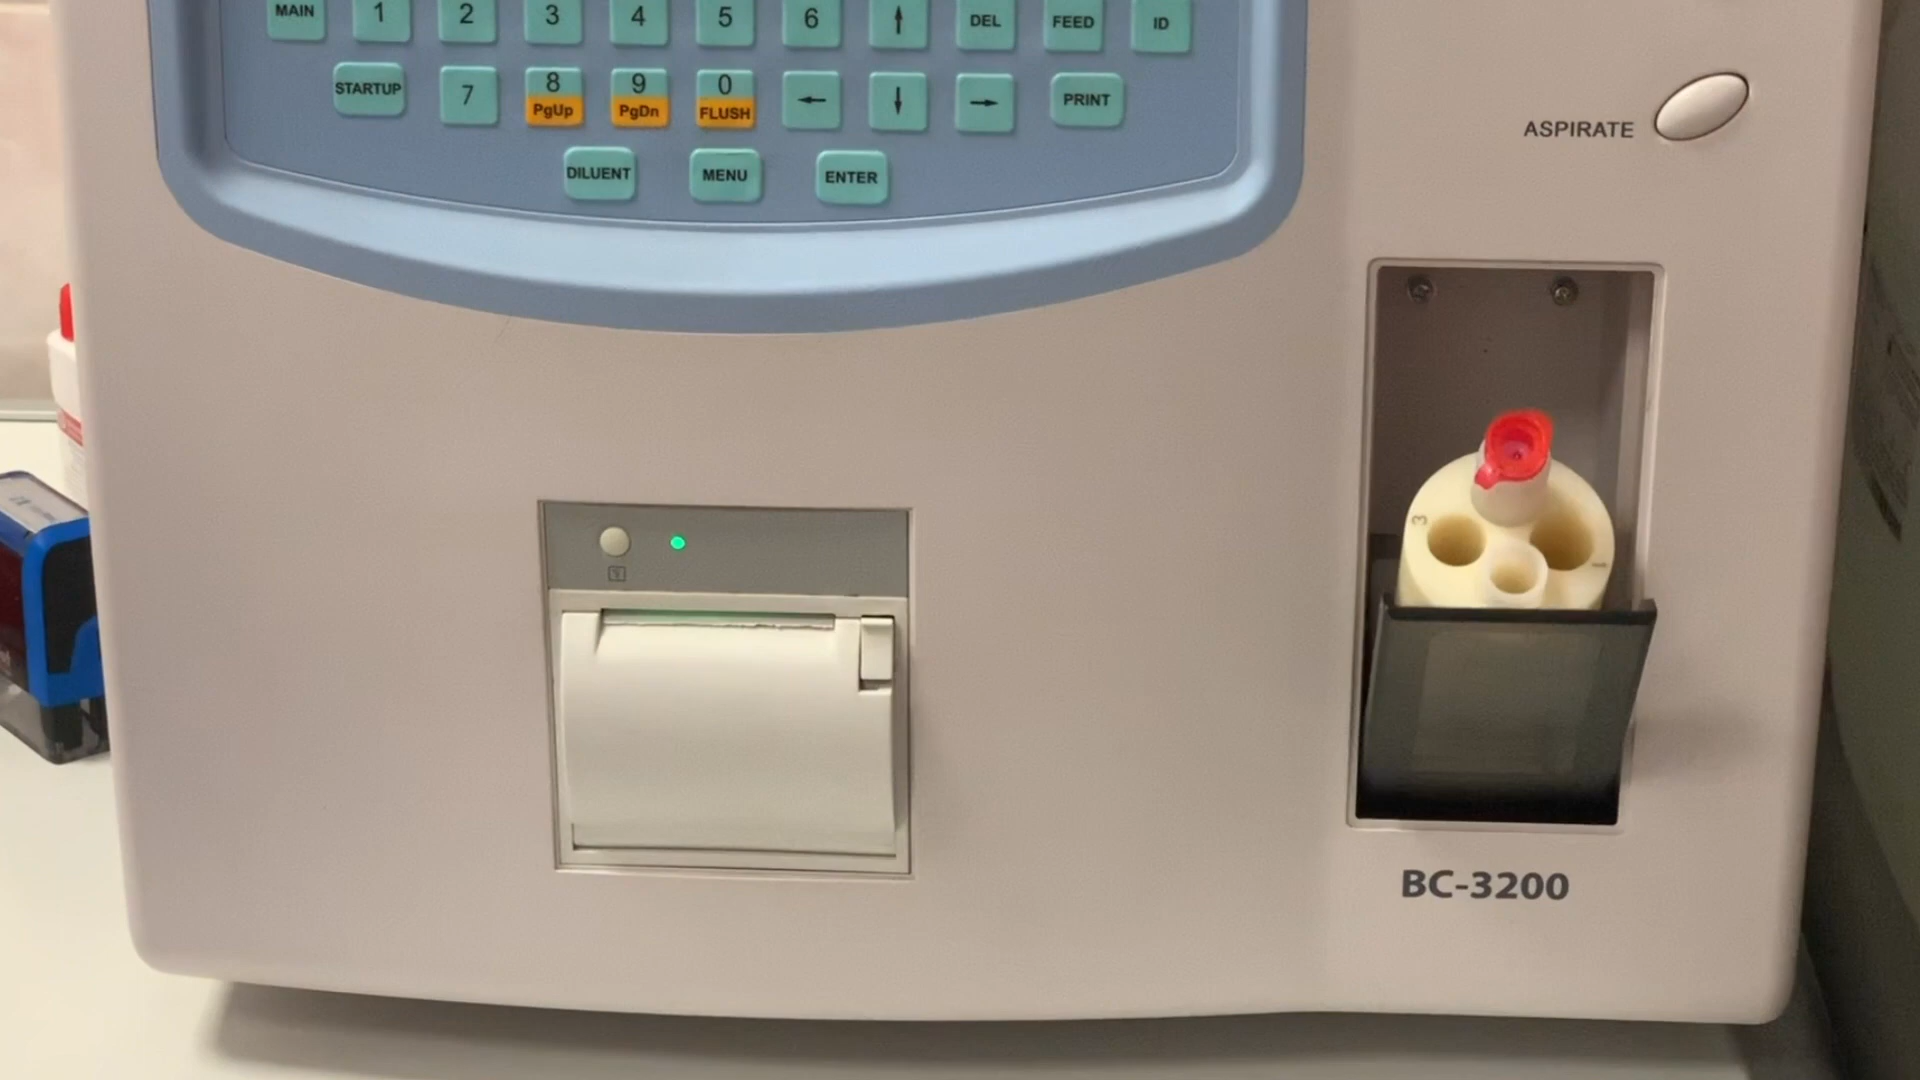 MAIN 1 2 3 4 5 6 ↑ DEL FEED ID
STARTUP 7 8 PgUp 9 PgDn 0 FLUSH ← ↓ → PRINT
DILUENT MENU ENTER
ASPIRATE
3
BC-3200